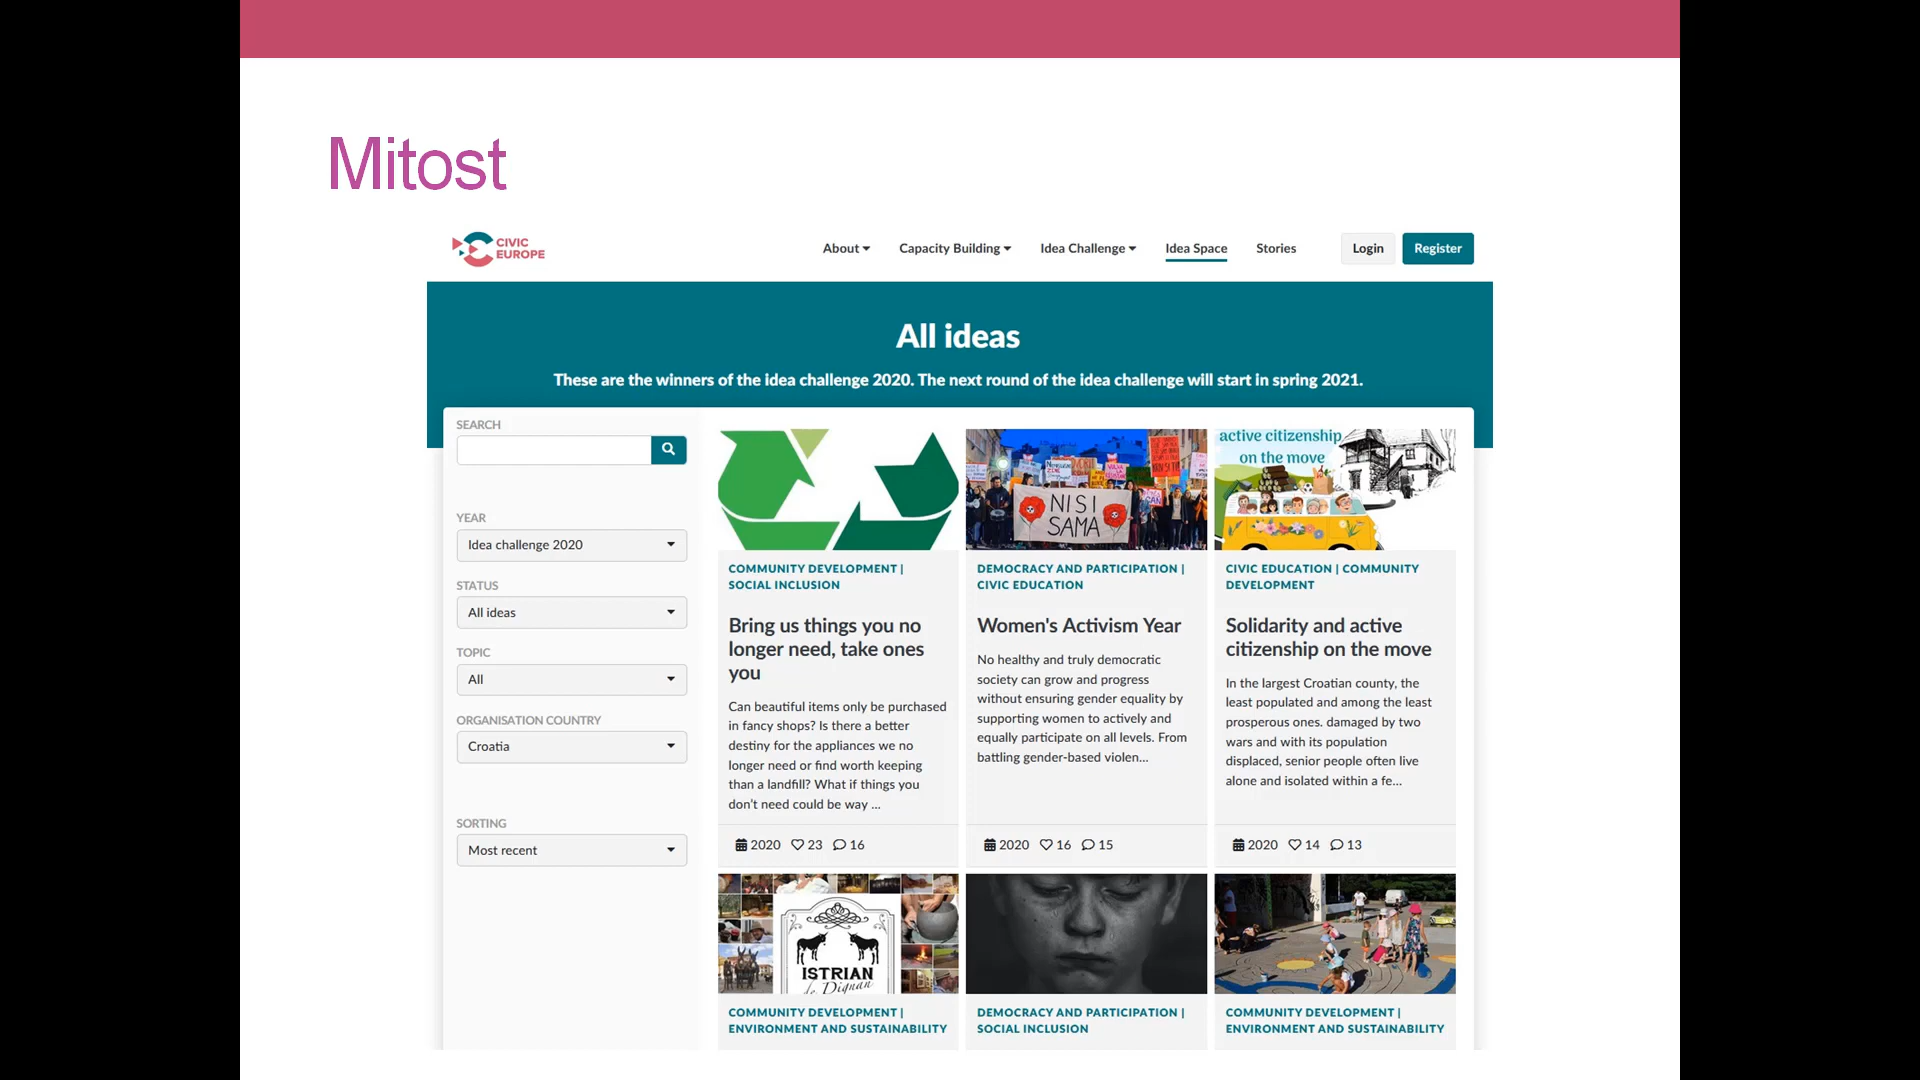 Mitost
CIVIC
EUROPE
About
Capacity Building
Idea Challenge
Idea Space
Stories
Login
Register
All ideas
These are the winners of the idea challenge 2020. The next round of the idea challenge will start in spring 2021.
SEARCH
YEAR
Idea challenge 2020
STATUS
All ideas
TOPIC
All
ORGANISATION COUNTRY
Croatia
SORTING
Most recent
COMMUNITY DEVELOPMENT |
SOCIAL INCLUSION
Bring us things you no
longer need, take ones
you
Can beautiful items only be purchased
in fancy shops? Is there a better
destiny for the appliances we no
longer need or find worth keeping
than a landfill? What if things you
don't need could be way ...
2020 23 16
NISI
SAMA
DEMOCRACY AND PARTICIPATION |
CIVIC EDUCATION
Women's Activism Year
No healthy and truly democratic
society can grow and progress
without ensuring gender equality by
supporting women to actively and
equally participate on all levels. From
battling gender-based violen...
2020 16 15
active citizenship
on the move
CIVIC EDUCATION | COMMUNITY
DEVELOPMENT
Solidarity and active
citizenship on the move
In the largest Croatian county, the
least populated and among the least
prosperous ones. damaged by two
wars and with its population
displaced, senior people often live
alone and isolated within a fe...
2020 14 13
ISTRIAN
de Dignan
COMMUNITY DEVELOPMENT |
ENVIRONMENT AND SUSTAINABILITY
DEMOCRACY AND PARTICIPATION |
SOCIAL INCLUSION
COMMUNITY DEVELOPMENT |
ENVIRONMENT AND SUSTAINABILITY